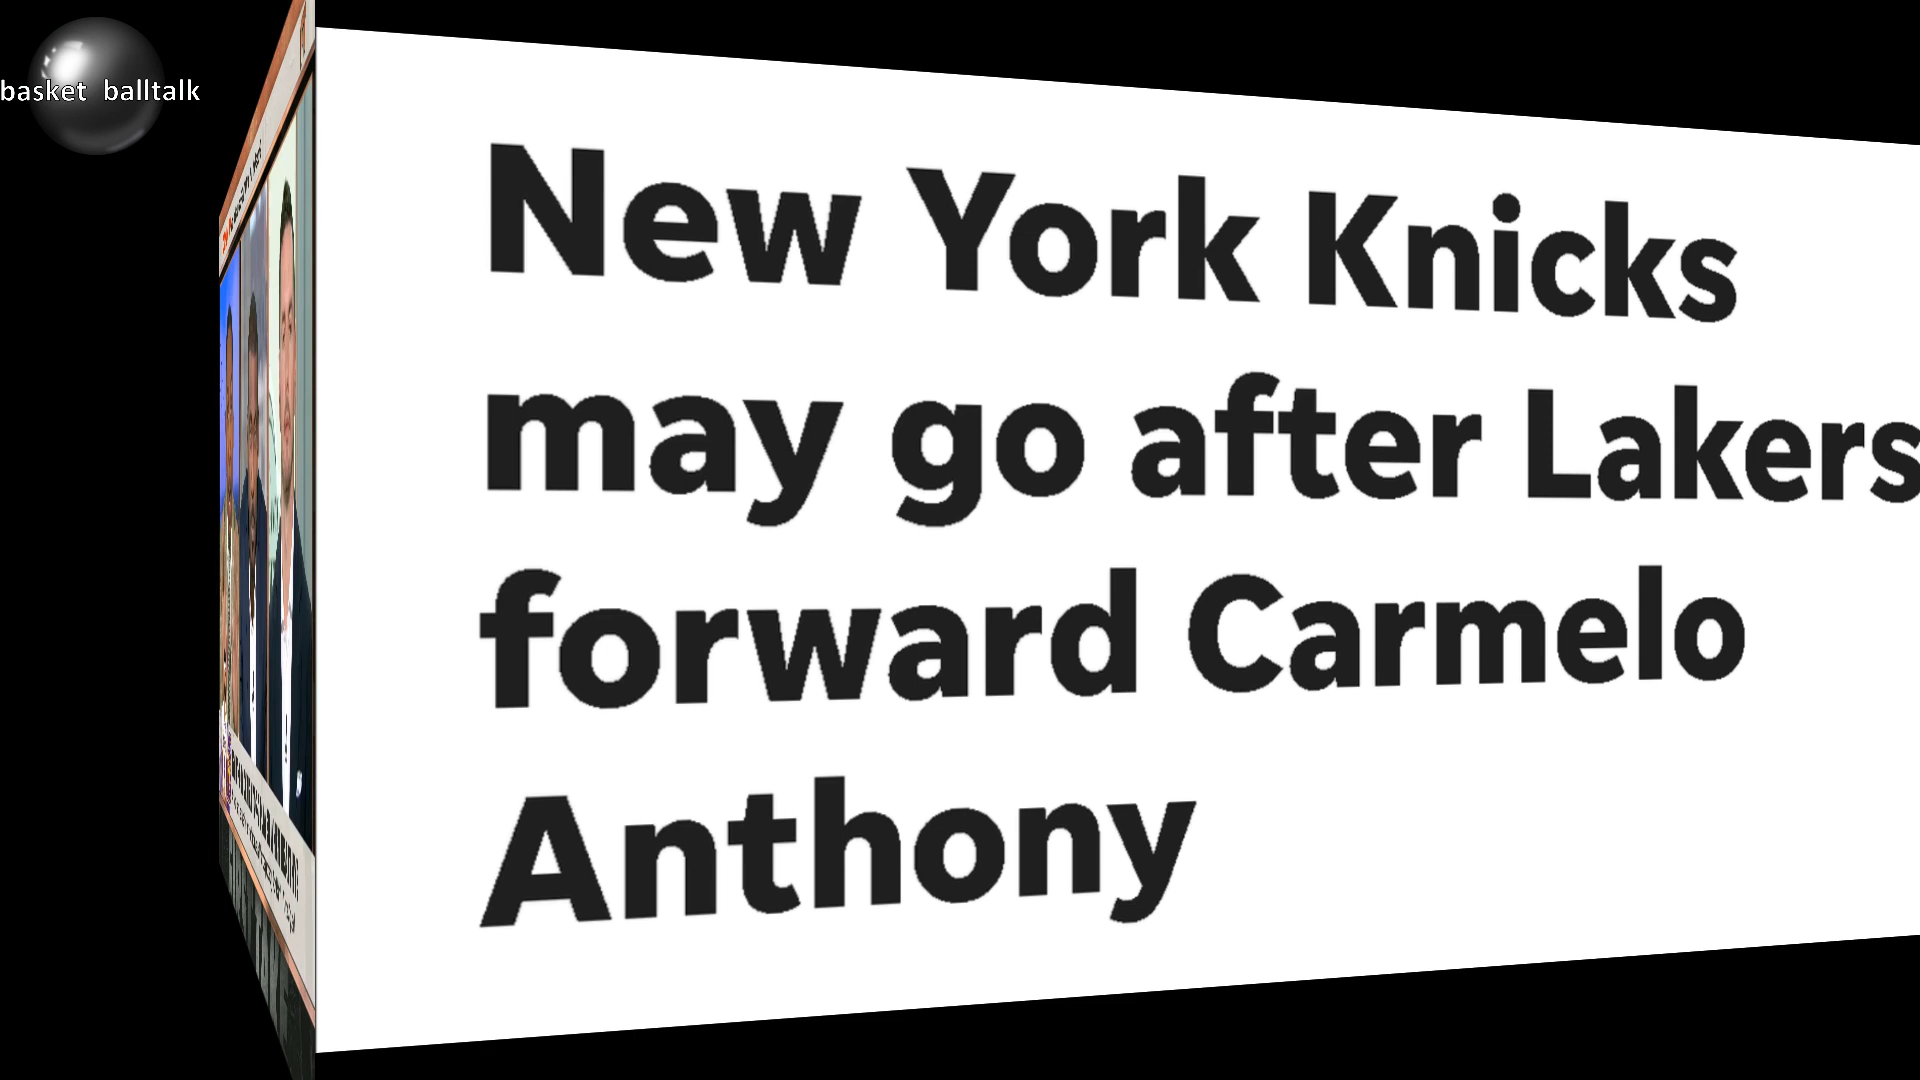 basket balltalk
New York Knicks
may go after Lakers
forward Carmelo
Anthony